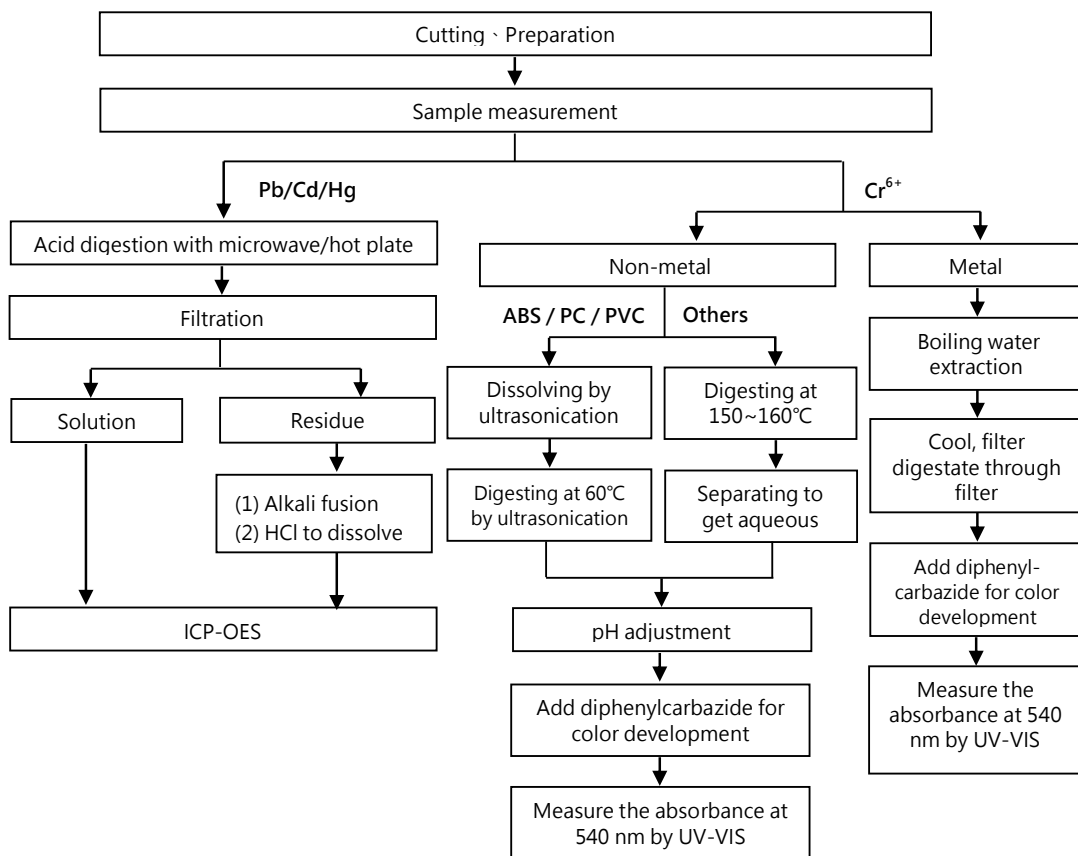 Cutting、Preparation
Sample measurement
Pb/Cd/Hg
Cr⁶⁺
Acid digestion with microwave/hot plate
Non-metal
Metal
Filtration
ABS / PC / PVC
Others
Boiling water
extraction
Solution
Residue
Dissolving by
ultrasonication
Digesting at
150~160℃
Cool, filter
digestate through
filter
(1) Alkali fusion
(2) HCl to dissolve
Digesting at 60℃
by ultrasonication
Separating to
get aqueous
Add diphenyl-
carbazide for color
development
ICP-OES
pH adjustment
Measure the
absorbance at 540
nm by UV-VIS
Add diphenylcarbazide for
color development
Measure the absorbance at
540 nm by UV-VIS